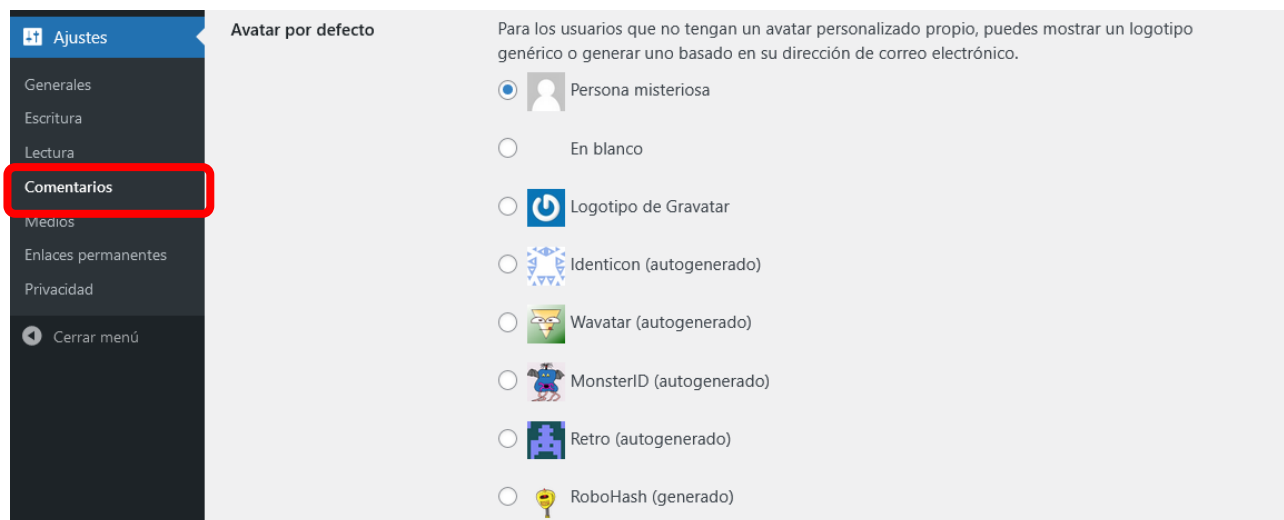 Ajustes
Generales
Escritura
Lectura
Comentarios
Medios
Enlaces permanentes
Privacidad
Cerrar menú
Avatar por defecto
Para los usuarios que no tengan un avatar personalizado propio, puedes mostrar un logotipo
genérico o generar uno basado en su dirección de correo electrónico.
Persona misteriosa
En blanco
Logotipo de Gravatar
Identicon (autogenerado)
Wavatar (autogenerado)
MonsterID (autogenerado)
Retro (autogenerado)
RoboHash (generado)